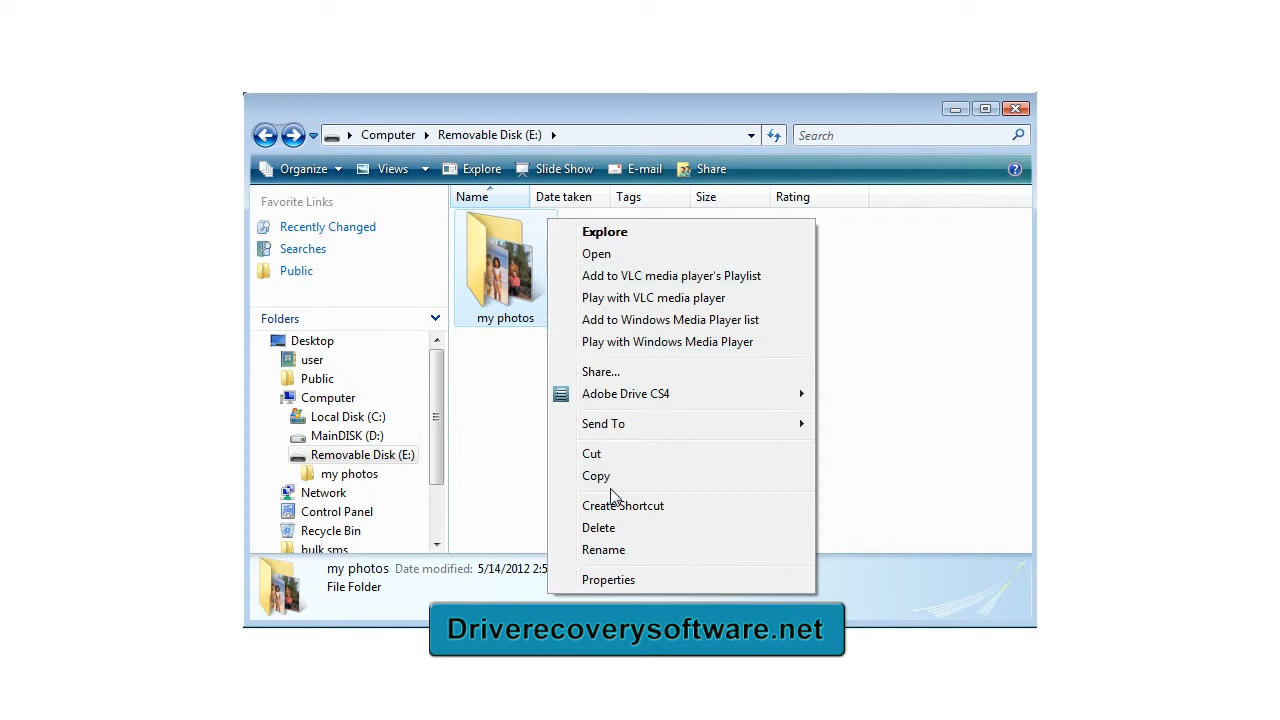 Computer Removable Disk (E:) Search
Organize Views Explore Slide Show E-mail Share
Favorite Links
Recently Changed
Searches
Public
Folders
Desktop
user
Public
Computer
Local Disk (C:)
MainDISK (D:)
Removable Disk (E:)
my photos
Network
Control Panel
Recycle Bin
bulk sms
Name Date taken Tags Size Rating
my photos
Explore
Open
Add to VLC media player's Playlist
Play with VLC media player
Add to Windows Media Player list
Play with Windows Media Player
Share...
Adobe Drive CS4
Send To
Cut
Copy
Create Shortcut
Delete
Rename
Properties
my photos Date modified: 5/14/2012 2:5
File Folder
Driverecoverysoftware.net